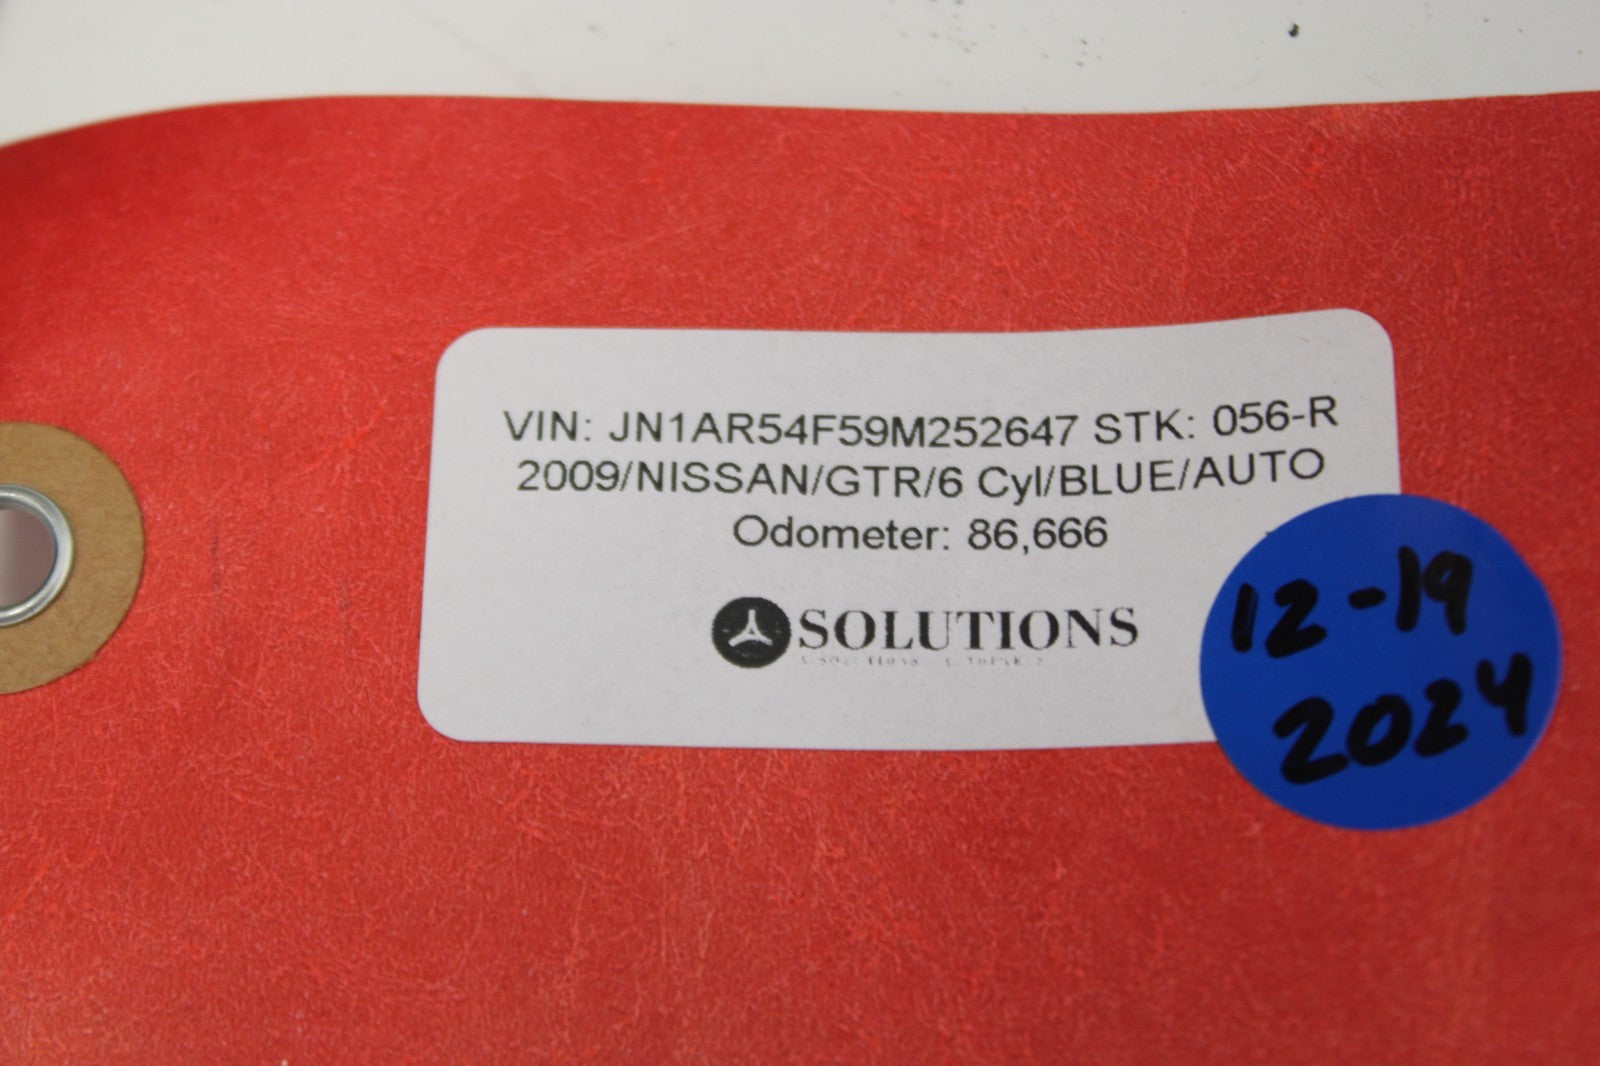 VIN: JN1AR54F59M252647 STK: 056-R
2009/NISSAN/GTR/6 Cyl/BLUE/AUTO
Odometer: 86,666
SOLUTIONS
12-19
2024